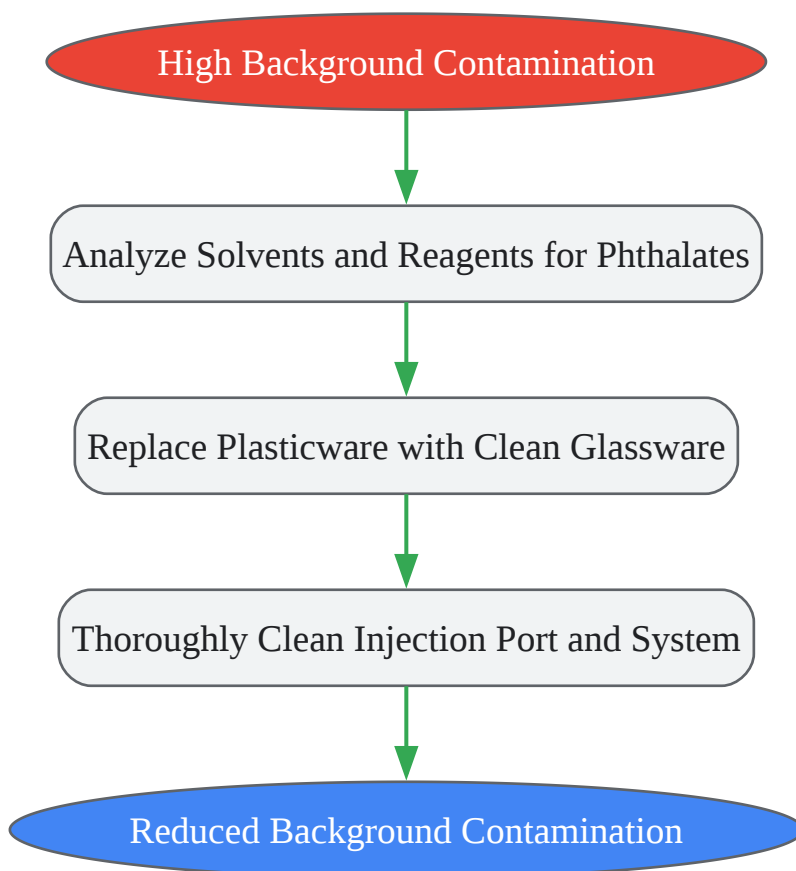 High Background Contamination
Analyze Solvents and Reagents for Phthalates
Replace Plasticware with Clean Glassware
Thoroughly Clean Injection Port and System
Reduced Background Contamination